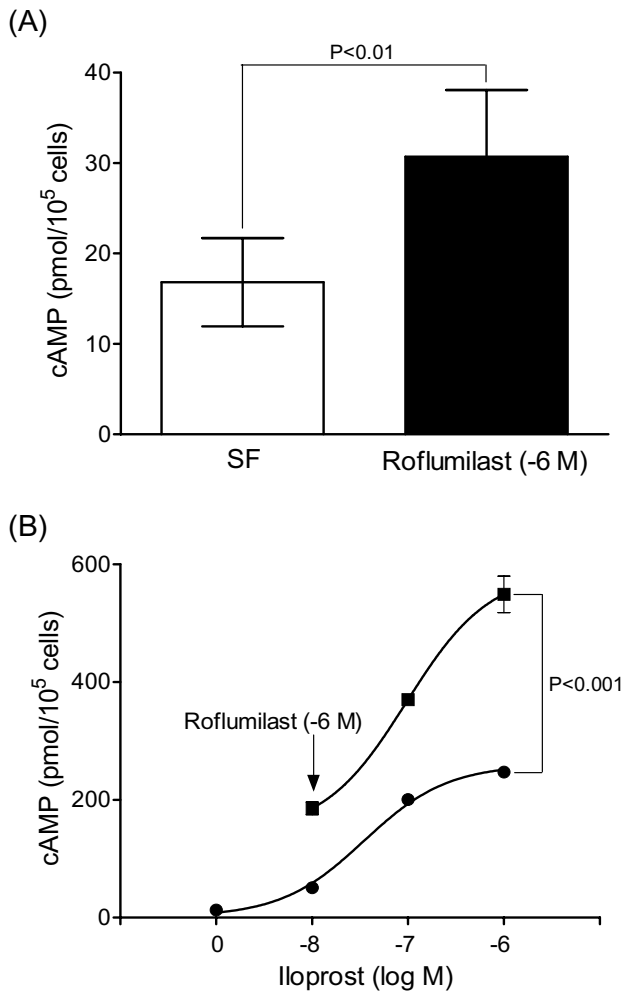 (A)
P<0.01
cAMP (pmol/10⁵ cells)
40
30
20
10
0
SF
Roflumilast (-6 M)
(B)
cAMP (pmol/10⁵ cells)
600
400
200
0
Roflumilast (-6 M)
P<0.001
0 -8 -7 -6
Iloprost (log M)